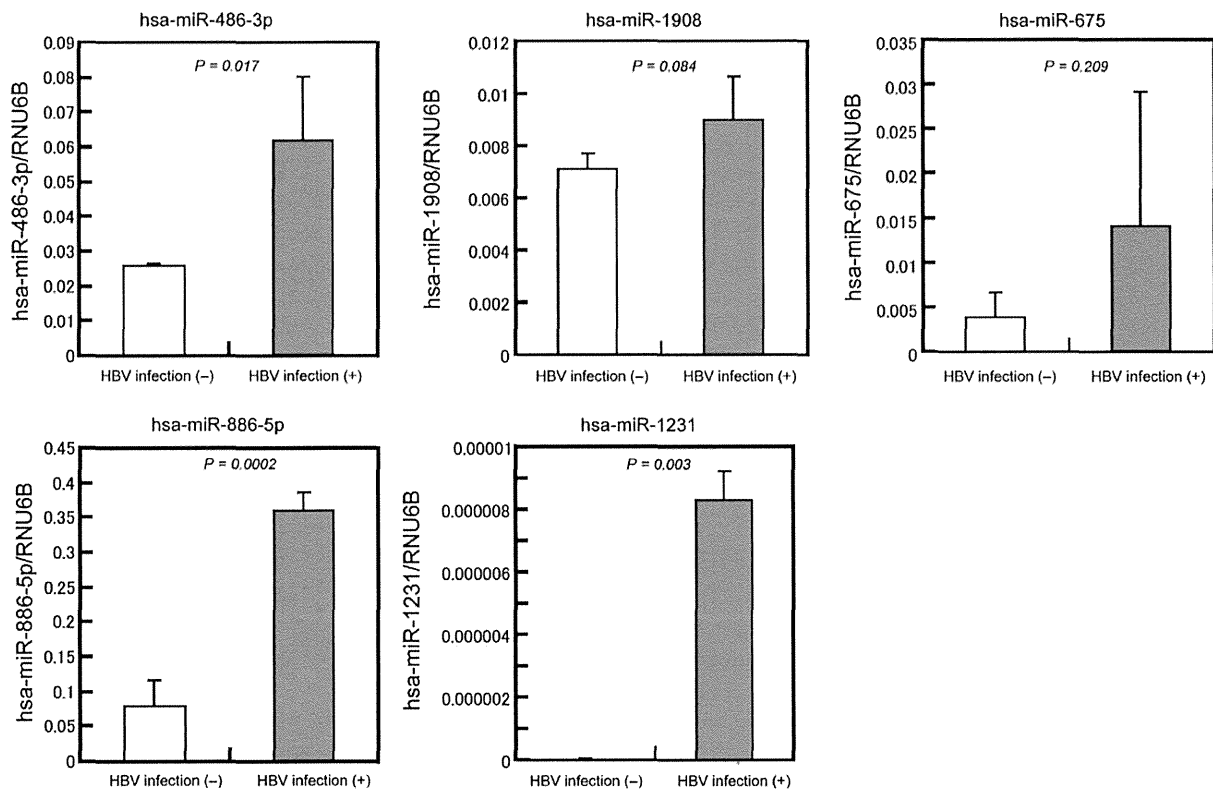 hsa-miR-486-3p
hsa-miR-486-3p/RNU6B
0.09
0.08
0.07
0.06
0.05
0.04
0.03
0.02
0.01
0
P = 0.017
HBV infection (–)
HBV infection (+)
hsa-miR-1908
hsa-miR-1908/RNU6B
0.012
0.01
0.008
0.006
0.004
0.002
0
P = 0.084
HBV infection (–)
HBV infection (+)
hsa-miR-675
hsa-miR-675/RNU6B
0.035
0.03
0.025
0.02
0.015
0.01
0.005
0
P = 0.209
HBV infection (–)
HBV infection (+)
hsa-miR-886-5p
hsa-miR-886-5p/RNU6B
0.45
0.4
0.35
0.3
0.25
0.2
0.15
0.1
0.05
0
P = 0.0002
HBV infection (–)
HBV infection (+)
hsa-miR-1231
hsa-miR-1231/RNU6B
0.00001
0.000008
0.000006
0.000004
0.000002
0
P = 0.003
HBV infection (–)
HBV infection (+)